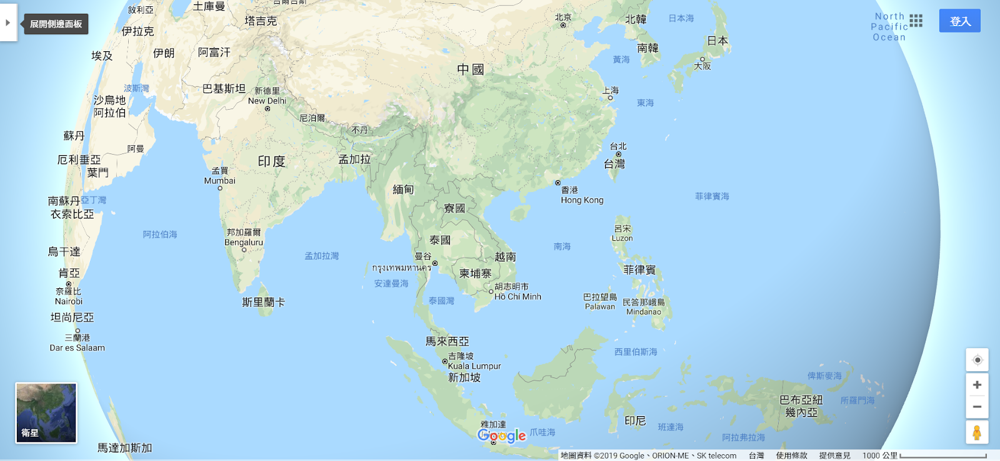 敘利亞
土庫曼
吉爾吉斯
塔吉克
北京
北韓
日本海
North
Pacific
Ocean
登入
展開側邊面板
伊拉克
南韓
日本
埃及
伊朗
阿富汗
黃海
大阪
中國
波斯灣
巴基斯坦
新德里
New Delhi
上海
東海
沙烏地
阿拉伯
尼泊爾
不丹
蘇丹
阿曼
台北
台灣
厄利垂亞
葉門
印度
孟加拉
孟買
Mumbai
緬甸
香港
Hong Kong
菲律賓海
南蘇丹
亞丁灣
衣索比亞
寮國
阿拉伯海
邦加羅爾
Bengaluru
泰國
呂宋
Luzon
南海
烏干達
孟加拉灣
曼谷
กรุงเทพมหานคร
越南
肯亞
柬埔寨
菲律賓
安達曼海
奈羅比
Nairobi
斯里蘭卡
泰國灣
胡志明市
Hồ Chí Minh
巴拉望島
Palawan
民答那峨島
Mindanao
坦尚尼亞
三蘭港
Dar es Salaam
馬來西亞
吉隆坡
Kuala Lumpur
新加坡
西里伯斯海
俾斯麥海
巴布亞紐
幾內亞
所羅門海
印尼
班達海
阿拉弗拉海
雅加達
Google
爪哇海
衛星
馬達加斯加
地圖資料 ©2019 Google、ORION-ME、SK telecom 台灣 使用條款 提供意見 1000 公里